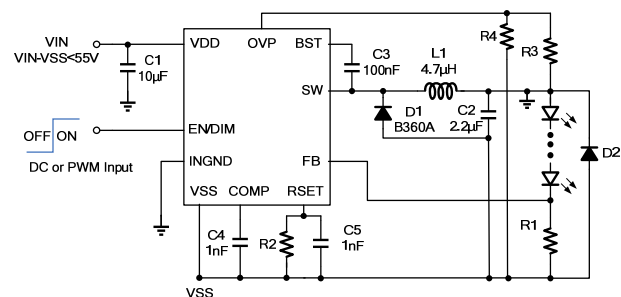 VIN
VIN-VSS<55V
C1
10µF
OFF ON
DC or PWM Input
VDD
OVP
BST
SW
EN/DIM
INGND
FB
VSS
COMP
RSET
C3
100nF
L1
4.7µH
R4
R3
D1
B360A
C2
2.2µF
D2
R1
C4
1nF
R2
C5
1nF
VSS